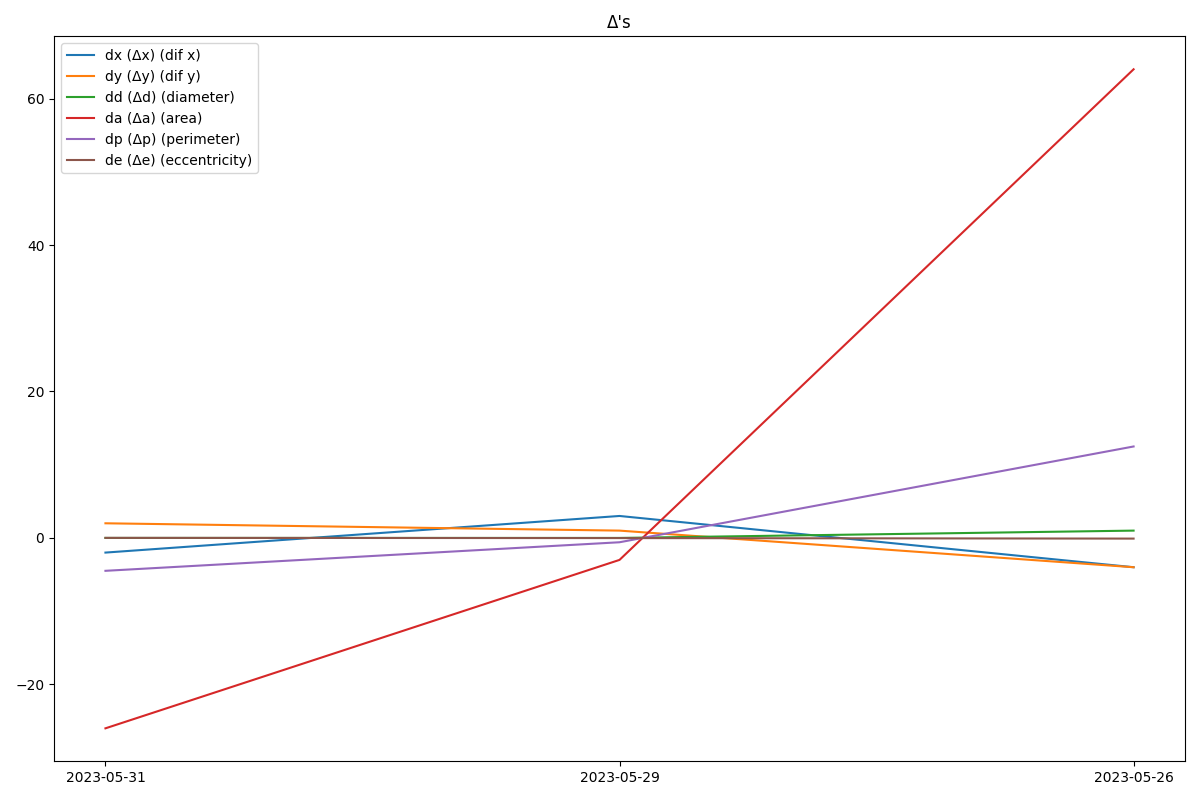 Δ's
dx (Δx) (dif x)
dy (Δy) (dif y)
dd (Δd) (diameter)
da (Δa) (area)
dp (Δp) (perimeter)
de (Δe) (eccentricity)
60
40
20
0
−20
2023-05-31 2023-05-29 2023-05-26